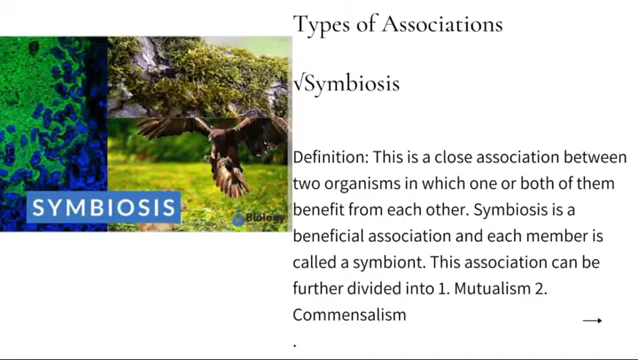 Types of Associations
√Symbiosis
SYMBIOSIS
Biology
Definition: This is a close association between
two organisms in which one or both of them
benefit from each other. Symbiosis is a
beneficial association and each member is
called a symbiont. This association can be
further divided into 1. Mutualism 2.
Commensalism
.